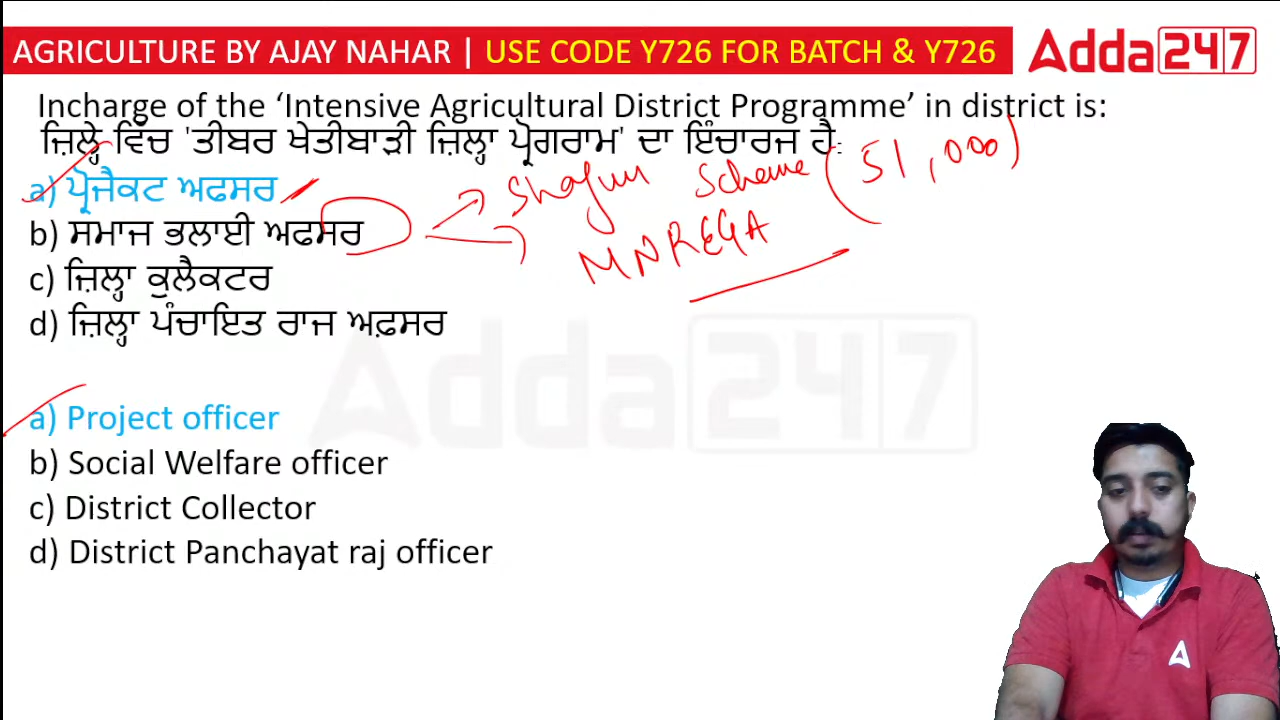 AGRICULTURE BY AJAY NAHAR | USE CODE Y726 FOR BATCH & Y726
Adda247
Incharge of the ‘Intensive Agricultural District Programme’ in district is:
ਜ਼ਿਲ੍ਹੇ ਵਿੱਚ 'ਤੀਬਰ ਖੇਤੀਬਾੜੀ ਜ਼ਿਲ੍ਹਾ ਪ੍ਰੋਗਰਾਮ' ਦਾ ਇੰਚਾਰਜ ਹੈ:
a) ਪ੍ਰੋਜੈਕਟ ਅਫਸਰ
Shagun Scheme (51,000)
b) ਸਮਾਜ ਭਲਾਈ ਅਫਸਰ
MNREGA
c) ਜ਼ਿਲ੍ਹਾ ਕੁਲੈਕਟਰ
d) ਜ਼ਿਲ੍ਹਾ ਪੰਚਾਇਤ ਰਾਜ ਅਫ਼ਸਰ
Adda247
a) Project officer
b) Social Welfare officer
c) District Collector
d) District Panchayat raj officer